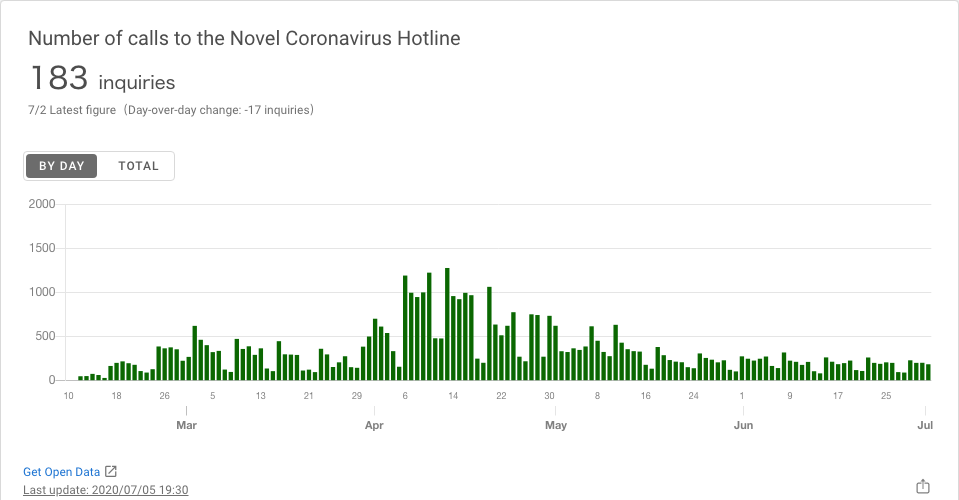 Number of calls to the Novel Coronavirus Hotline
183 inquiries
7/2 Latest figure（Day-over-day change: -17 inquiries）
BY DAY TOTAL
2000
1500
1000
500
0
10 18 26 5 13 21 29 6 14 22 30 8 16 24 1 9 17 25
Mar Apr May Jun Jul
Get Open Data
Last update: 2020/07/05 19:30